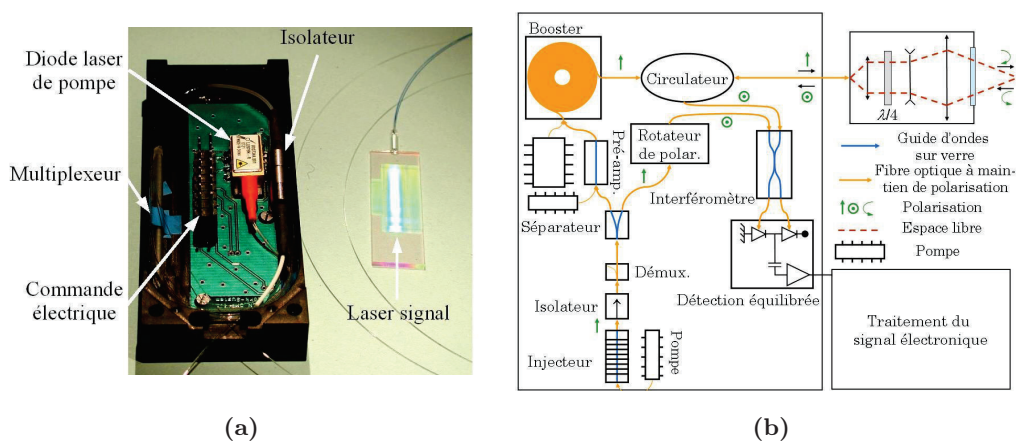 Isolateur
Diode laser
de pompe
Multiplexeur
Commande
électrique
Laser signal
(a)
Booster
Circulateur
λ/4
Pré-amp.
Rotateur
de polar.
Interféromètre
Séparateur
Démux.
Isolateur
Injecteur
Pompe
Détection équilibrée
Guide d'ondes
sur verre
Fibre optique à main-
tien de polarisation
Polarisation
Espace libre
Pompe
Traitement du
signal électronique
(b)